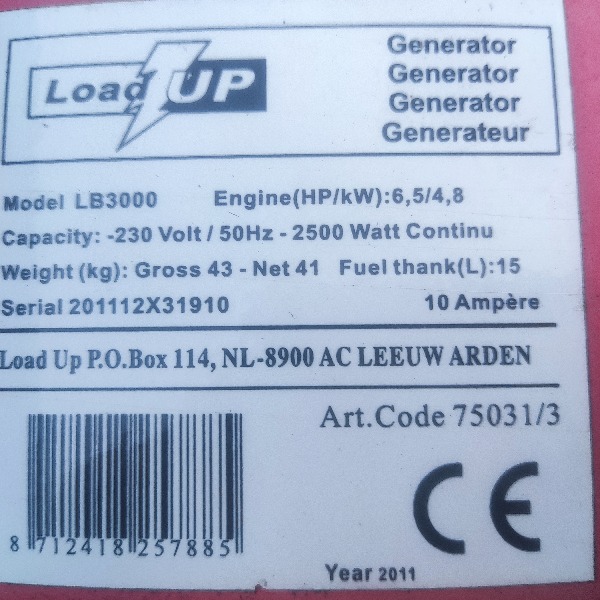 Load UP
Generator
Generator
Generator
Generateur
Model LB3000 Engine(HP/kW):6,5/4,8
Capacity: -230 Volt / 50Hz - 2500 Watt Continu
Weight (kg): Gross 43 - Net 41 Fuel thank(L):15
Serial 201112X31910 10 Ampère
Load Up P.O.Box 114, NL-8900 AC LEEUW ARDEN
Art.Code 75031/3
8 712418 257885
CE
Year 2011